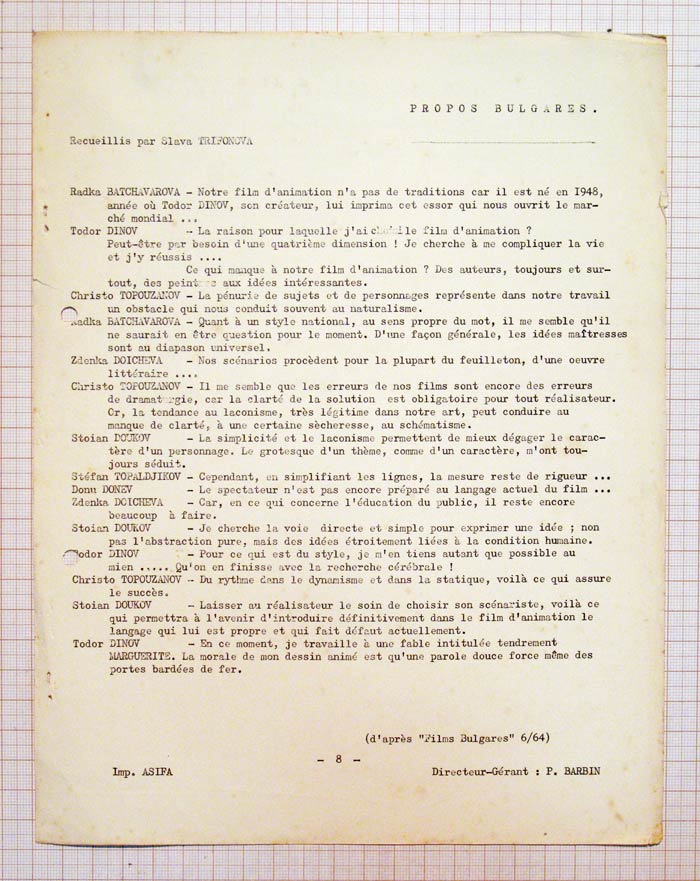 PROPOS BULGARES.
Recueillis par Slava TRIFONOVA
Radka BATCHAVAROVA - Notre film d'animation n'a pas de traditions car il est né en 1948,
année où Todor DINOV, son créateur, lui imprima cet essor qui nous ouvrit le mar-
ché mondial ...
Todor DINOV - La raison pour laquelle j'ai le film d'animation ?
Peut-être par besoin d'une quatrième dimension ! Je cherche à me compliquer la vie
et j'y réussis ....
Ce qui manque à notre film d'animation ? Des auteurs, toujours et sur-
tout, des aux idées intéressantes.
Christo TOPOUZANOV - La pénurie de sujets et de personnages représente dans notre travail
un obstacle qui nous conduit souvent au naturalisme.
Radka BATCHAVAROVA - Quant à un style national, au sens propre du mot, il me semble qu'il
ne saurait en être question pour le moment. D'une façon générale, les idées maîtresses
sont au diapason universel.
Zdenka DOICHEVA - Nos scénarios procèdent pour la plupart du feuilleton, d'une oeuvre
littéraire ....
Christo TOPOUZANOV - Il me semble que les erreurs de nos films sont encore des erreurs
de dramaturgie, car la clarté de la solution est obligatoire pour tout réalisateur.
Or, la tendance au laconisme, très légitime dans notre art, peut conduire au
manque de clarté, à une certaine sècheresse, au schématisme.
Stoian DOUKOV - La simplicité et le laconisme permettent de mieux dégager le carac-
tère d'un personnage. Le grotesque d'un thème, comme d'un caractère, m'ont tou-
jours séduit.
Stéfan TOPALDJIKOV - Cependant, en simplifiant les lignes, la mesure reste de rigueur ...
Donu DONEV - Le spectateur n'est pas encore préparé au langage actuel du film ...
Zdenka DOICHEVA - Car, en ce qui concerne l'éducation du public, il reste encore
beaucoup à faire.
Stoian DOUKOV - Je cherche la voie directe et simple pour exprimer une idée ; non
pas l'abstraction pure, mais des idées étroitement liées à la condition humaine.
Todor DINOV - Pour ce qui est du style, je m'en tiens autant que possible au
mien ..... Qu'on en finisse avec la recherche cérébrale !
Christo TOPOUZANOV - Du rythme dans le dynamisme et dans la statique, voilà ce qui assure
le succès.
Stoian DOUKOV - Laisser au réalisateur le soin de choisir son scénariste, voilà ce
qui permettra à l'avenir d'introduire définitivement dans le film d'animation le
langage qui lui est propre et qui fait défaut actuellement.
Todor DINOV - En ce moment, je travaille à une fable intitulée tendrement
MARGUERITE. La morale de mon dessin animé est qu'une parole douce force même des
portes bardées de fer.
(d'après "Films Bulgares" 6/64)
- 8 -
Imp. ASIFA Directeur-Gérant : P. BARBIN